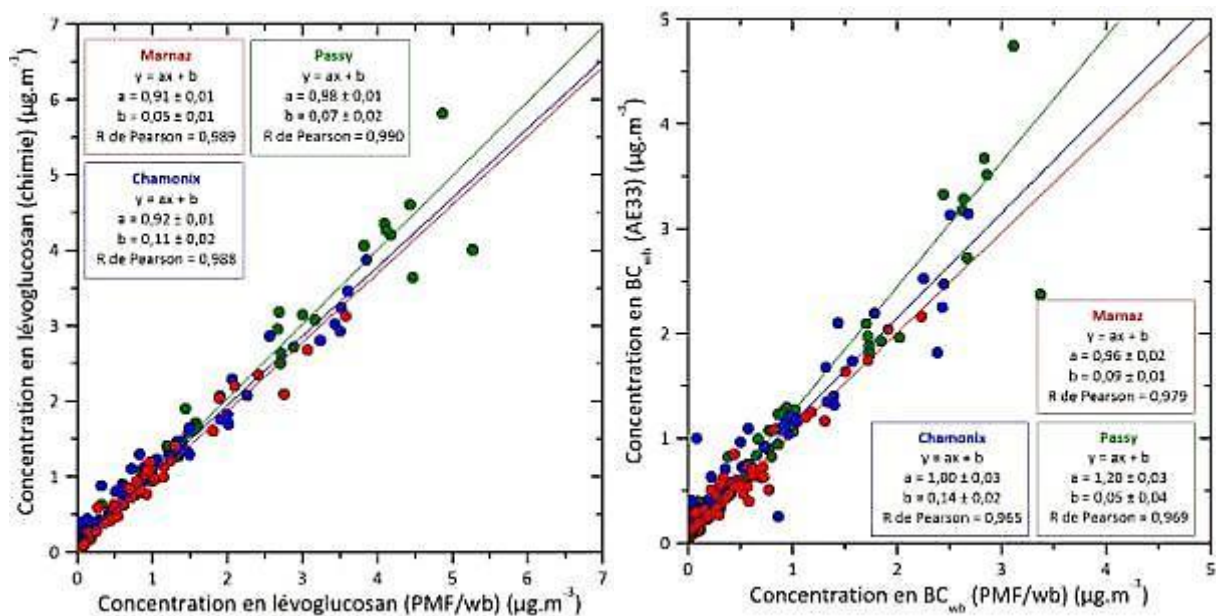 Concentration en lévoglucosan (chimie) (µg.m⁻³)
7
6
5
4
3
2
1
0
Marnaz
y = ax + b
a = 0,91 ± 0,01
b = 0,05 ± 0,01
R de Pearson = 0,989
Passy
y = ax + b
a = 0,98 ± 0,01
b = 0,07 ± 0,02
R de Pearson = 0,990
Chamonix
y = ax + b
a = 0,92 ± 0,01
b = 0,11 ± 0,02
R de Pearson = 0,988
0 1 2 3 4 5 6 7
Concentration en lévoglucosan (PMF/wb) (µg.m⁻³)
Concentration en BCwb (AE33) (µg.m⁻³)
5
4
3
2
1
0
Marnaz
y = ax + b
a = 0,96 ± 0,02
b = 0,09 ± 0,01
R de Pearson = 0,979
Chamonix
y = ax + b
a = 1,00 ± 0,03
b = 0,14 ± 0,02
R de Pearson = 0,965
Passy
y = ax + b
a = 1,20 ± 0,03
b = 0,05 ± 0,04
R de Pearson = 0,969
0 1 2 3 4 5
Concentration en BCwb (PMF/wb) (µg.m⁻³)